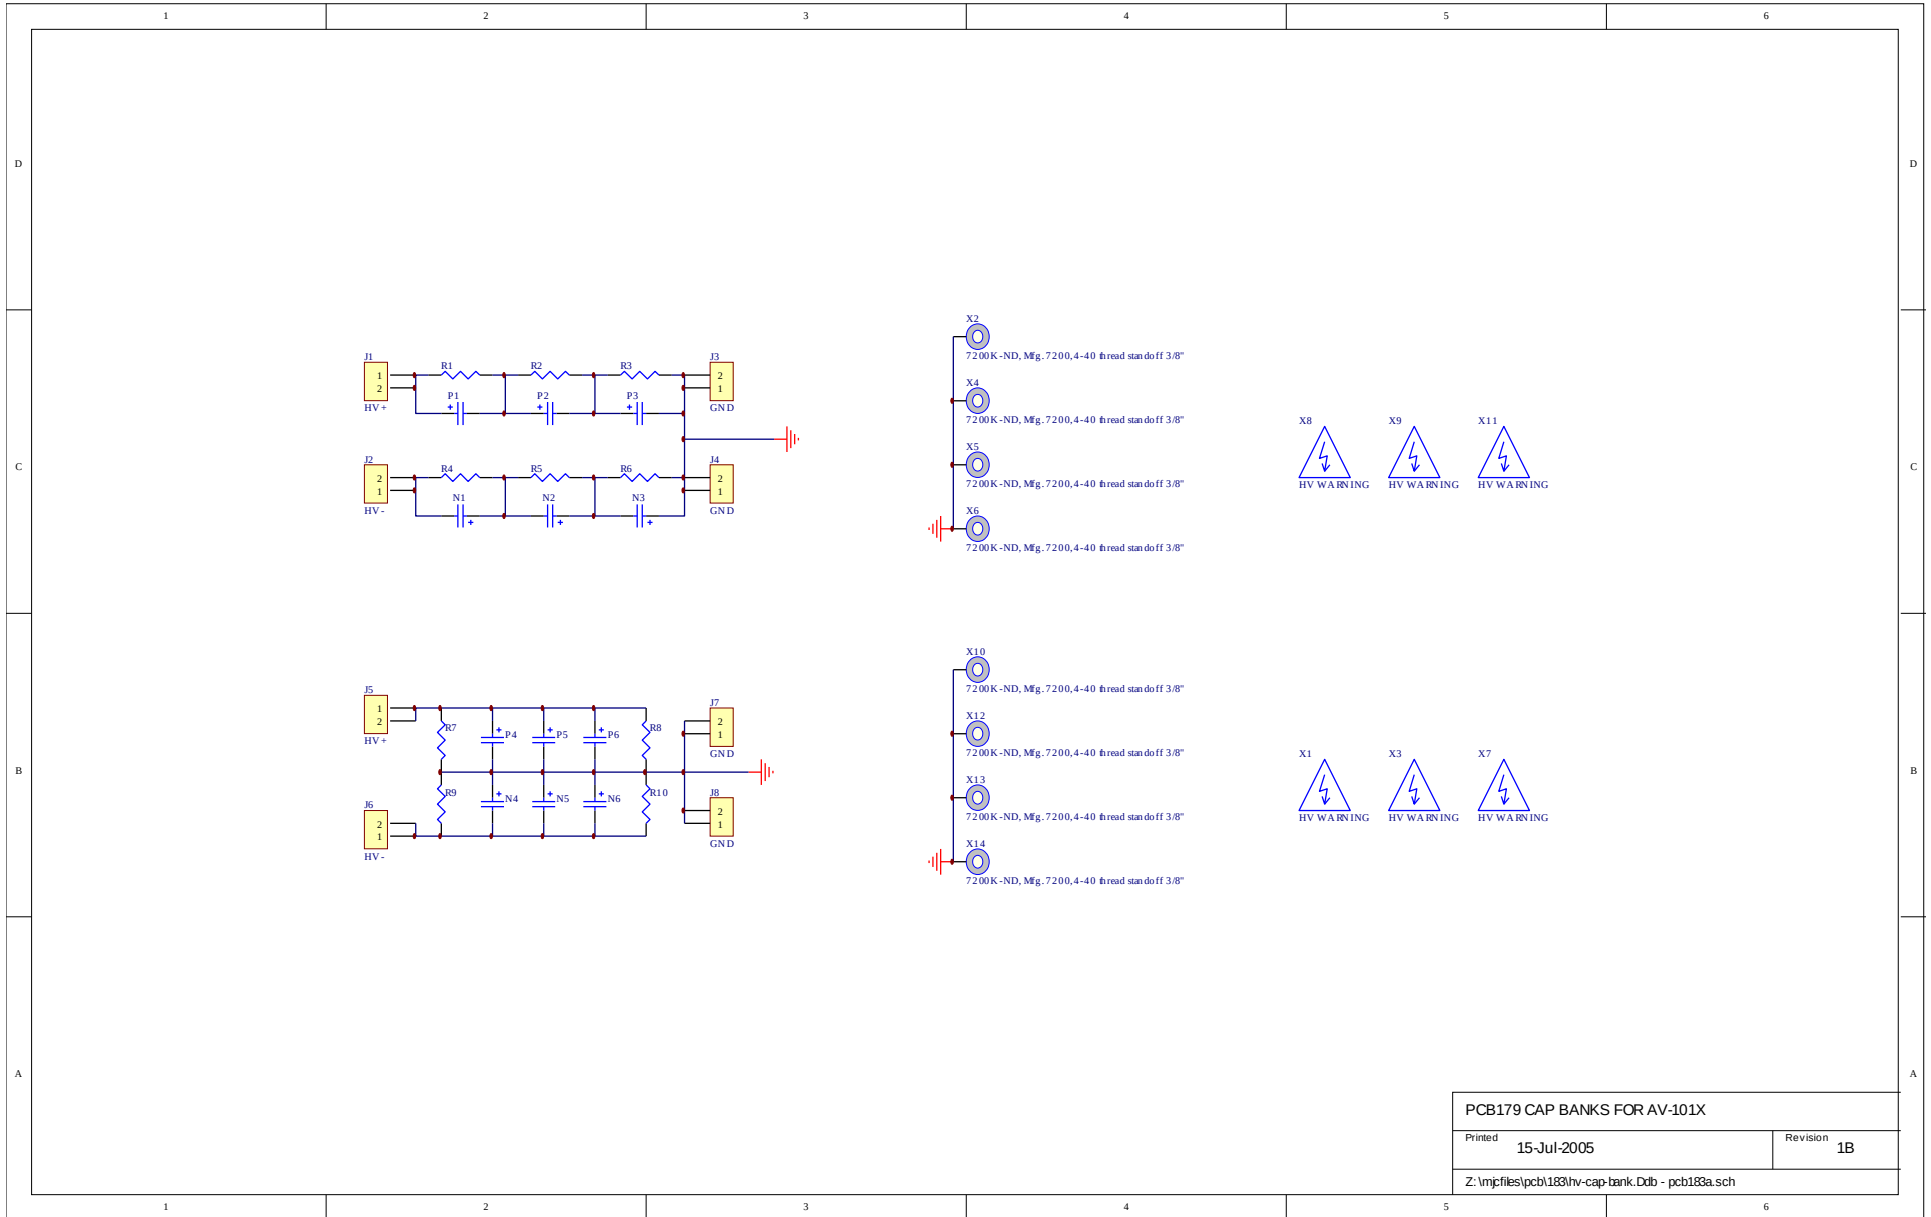 1 2 3 4 5 6
D D
X2
7200K-ND, Mfg. 7200, 4-40 thread standoff 3/8"
J1 R1 R2 R3 J3
1 2
2 1
P1 P2 P3
+ + +
HV+ GND
X4
7200K-ND, Mfg. 7200, 4-40 thread standoff 3/8"
X8 X9 X11
HV WARNING HV WARNING HV WARNING
C C
X5
7200K-ND, Mfg. 7200, 4-40 thread standoff 3/8"
J2 R4 R5 R6 J4
2 2
1 1
N1 N2 N3
+ + +
HV- GND
X6
7200K-ND, Mfg. 7200, 4-40 thread standoff 3/8"
X10
7200K-ND, Mfg. 7200, 4-40 thread standoff 3/8"
J5 J7
1 2
2 1
HV+ GND
R7 + P4 + P5 + P6 R8
X12
7200K-ND, Mfg. 7200, 4-40 thread standoff 3/8"
X1 X3 X7
HV WARNING HV WARNING HV WARNING
B B
X13
7200K-ND, Mfg. 7200, 4-40 thread standoff 3/8"
R9 + N4 + N5 + N6 R10
J6 J8
2 2
1 1
HV- GND
X14
7200K-ND, Mfg. 7200, 4-40 thread standoff 3/8"
A A
PCB179 CAP BANKS FOR AV-101X
Printed 15-Jul-2005 Revision 1B
Z:\mjcfiles\pcb\183\hv-cap-bank.Ddb - pcb183a.sch
1 2 3 4 5 6